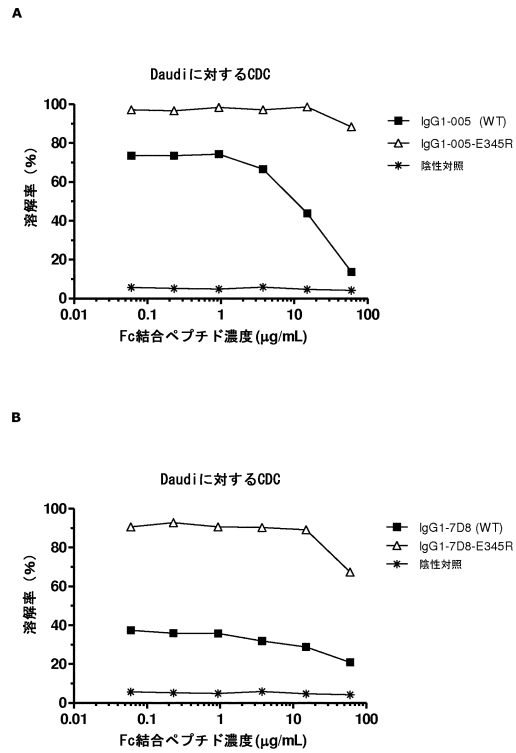 A
Daudiに対するCDC
100
80
60
40
20
0
溶解率 (%)
0.01
0.1
1
10
100
Fc結合ペプチド濃度(μg/mL)
IgG1-005 (WT)
IgG1-005-E345R
陰性対照
B
Daudiに対するCDC
100
80
60
40
20
0
溶解率 (%)
0.01
0.1
1
10
100
Fc結合ペプチド濃度(μg/mL)
IgG1-7D8 (WT)
IgG1-7D8-E345R
陰性対照